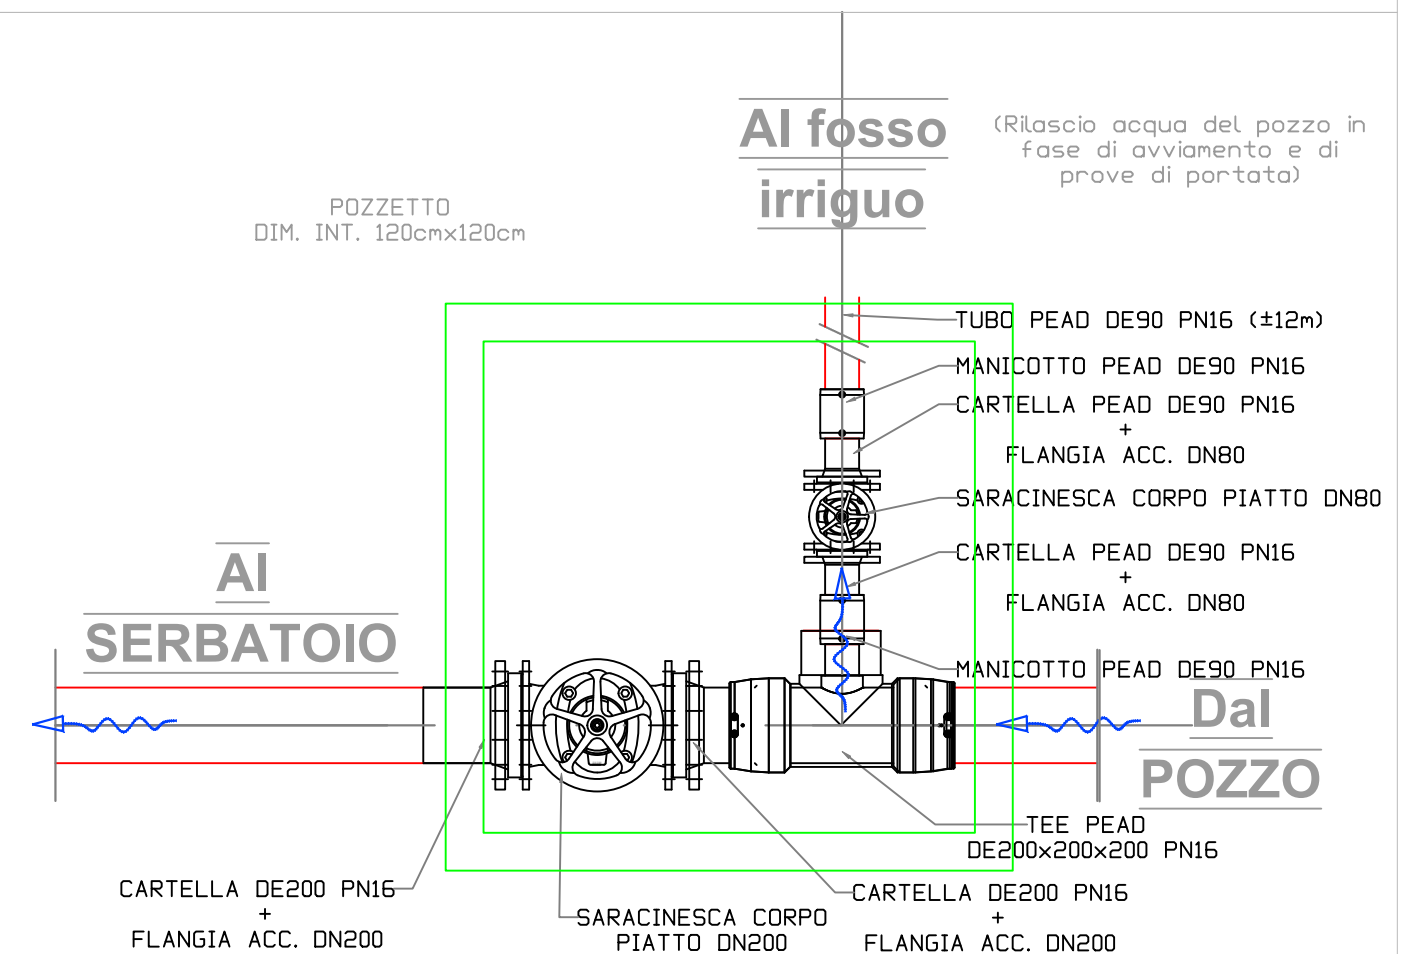 Al fosso
irriguo
(Rilascio acqua del pozzo in
fase di avviamento e di
prove di portata)
POZZETTO
DIM. INT. 120cmx120cm
TUBO PEAD DE90 PN16 (±12m)
MANICOTTO PEAD DE90 PN16
CARTELLA PEAD DE90 PN16
+
FLANGIA ACC. DN80
SARACINESCA CORPO PIATTO DN80
CARTELLA PEAD DE90 PN16
+
FLANGIA ACC. DN80
MANICOTTO PEAD DE90 PN16
Al
SERBATOIO
Dal
POZZO
TEE PEAD
DE200x200x200 PN16
CARTELLA DE200 PN16
+
FLANGIA ACC. DN200
SARACINESCA CORPO
PIATTO DN200
CARTELLA DE200 PN16
+
FLANGIA ACC. DN200